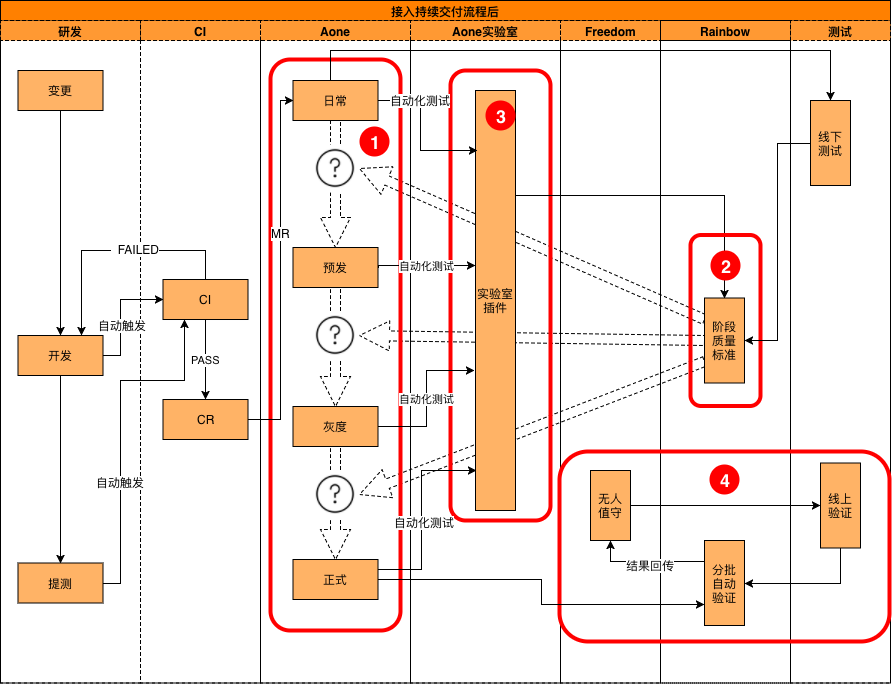 接入持续交付流程后
研发
CI
Aone
Aone实验室
Freedom
Rainbow
测试
变更
日常
自动化测试
3
线下
测试
1
?
MR
FAILED
预发
自动化测试
2
CI
实验室
插件
自动触发
阶段
质量
标准
?
开发
PASS
自动化测试
CR
灰度
4
自动触发
?
无人
值守
线上
验证
自动化测试
结果回传
分批
自动
验证
提测
正式